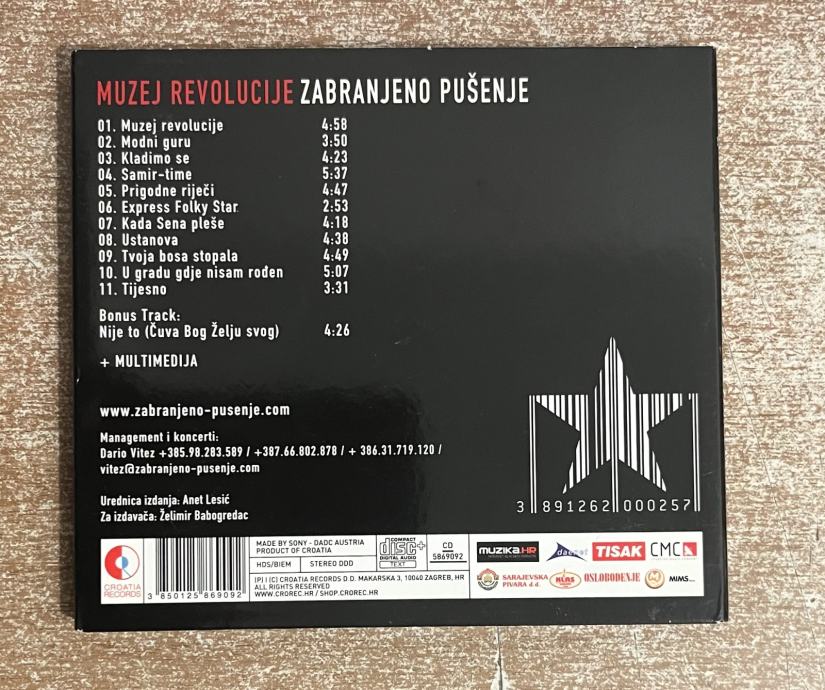 MUZEJ REVOLUCIJE ZABRANJENO PUŠENJE
01. Muzej revolucije 4:58
02. Modni guru 3:50
03. Kladimo se 4:23
04. Samir-time 5:37
05. Prigodne riječi 4:47
06. Express Folky Star 2:53
07. Kada Sena pleše 4:18
08. Ustanova 4:38
09. Tvoja bosa stopala 4:49
10. U gradu gdje nisam rođen 5:07
11. Tijesno 3:31
Bonus Track:
Nije to (Čuva Bog Želju svog) 4:26
+ MULTIMEDIJA
www.zabranjeno-pusenje.com
Management i koncerti:
Dario Vitez +385.98.283.589 / +387.66.802.878 / + 386.31.719.120 /
vitez@zabranjeno-pusenje.com
Urednica izdanja: Anet Lesić
Za izdavača: Želimir Babogredac
3 891262 000257
CROATIA
RECORDS
3 850125 869092
MADE BY SONY - DADC AUSTRIA
PRODUCT OF CROATIA
HDS/BIEM STEREO DDD
COMPACT
disc+
DIGITAL AUDIO
TEXT
CD
5869092
(P) I (C) CROATIA RECORDS D.D. MAKARSKA 3, 10040 ZAGREB, HR
ALL RIGHTS RESERVED
WWW.CROREC.HR / SHOP.CROREC.HR
MUZIKA.HR
TISAK
CMC
SARAJEVSKA
PIVARA d.d.
KLAS
OSLOBOĐENJE
MIMS